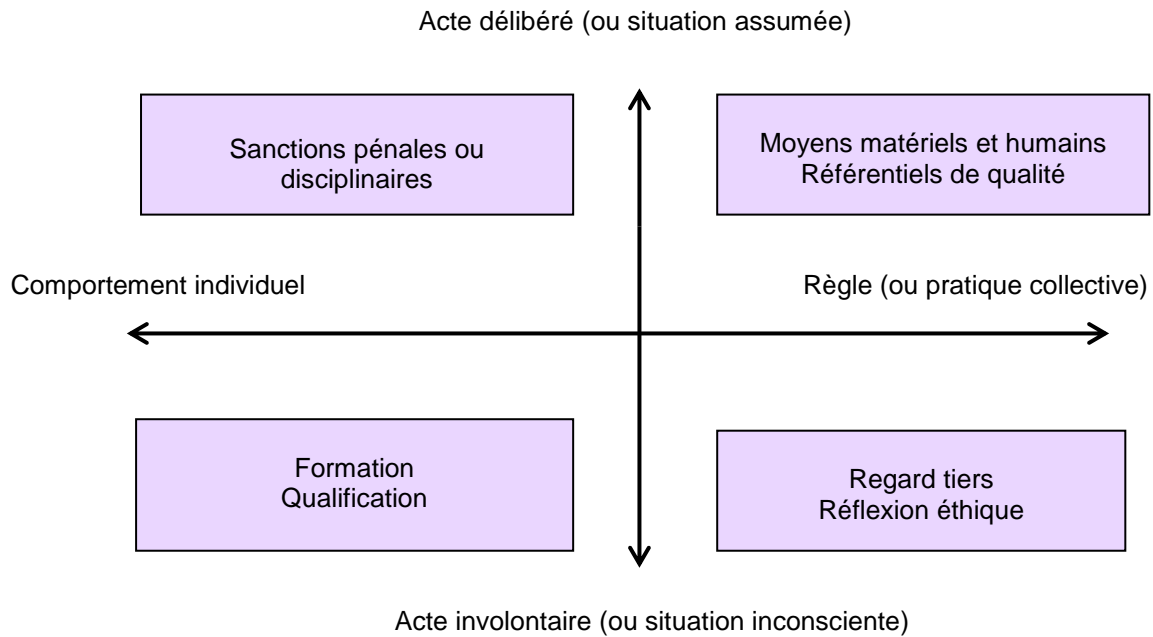 Acte délibéré (ou situation assumée)
Sanctions pénales ou
disciplinaires
Moyens matériels et humains
Référentiels de qualité
Comportement individuel
Règle (ou pratique collective)
Formation
Qualification
Regard tiers
Réflexion éthique
Acte involontaire (ou situation inconsciente)